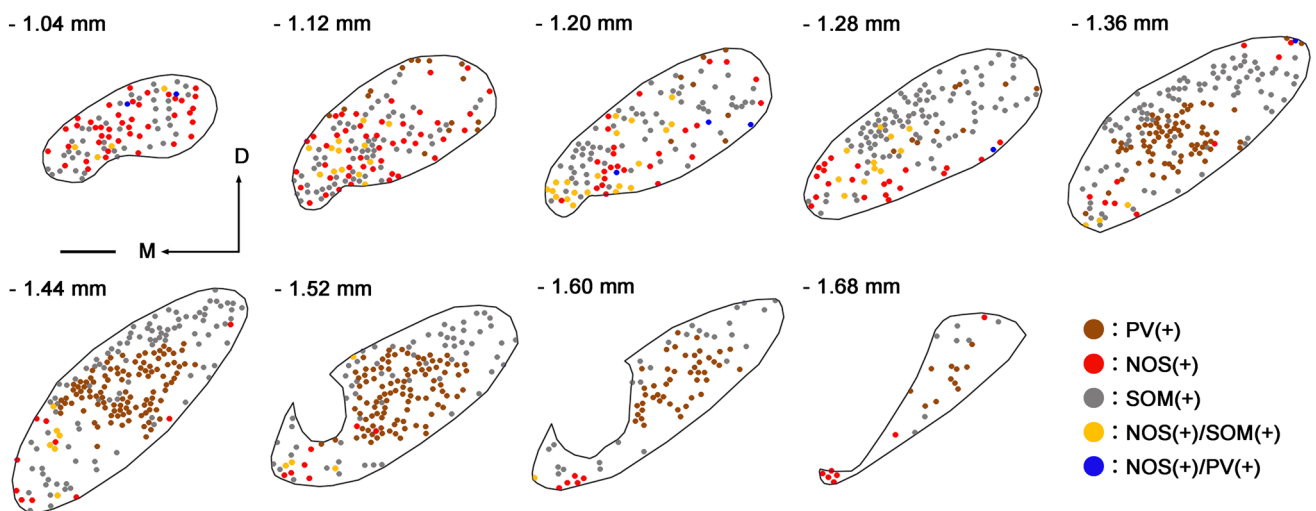 - 1.04 mm
- 1.12 mm
- 1.20 mm
- 1.28 mm
- 1.36 mm
D
M
- 1.44 mm
- 1.52 mm
- 1.60 mm
- 1.68 mm
: PV(+)
: NOS(+)
: SOM(+)
: NOS(+)/SOM(+)
: NOS(+)/PV(+)